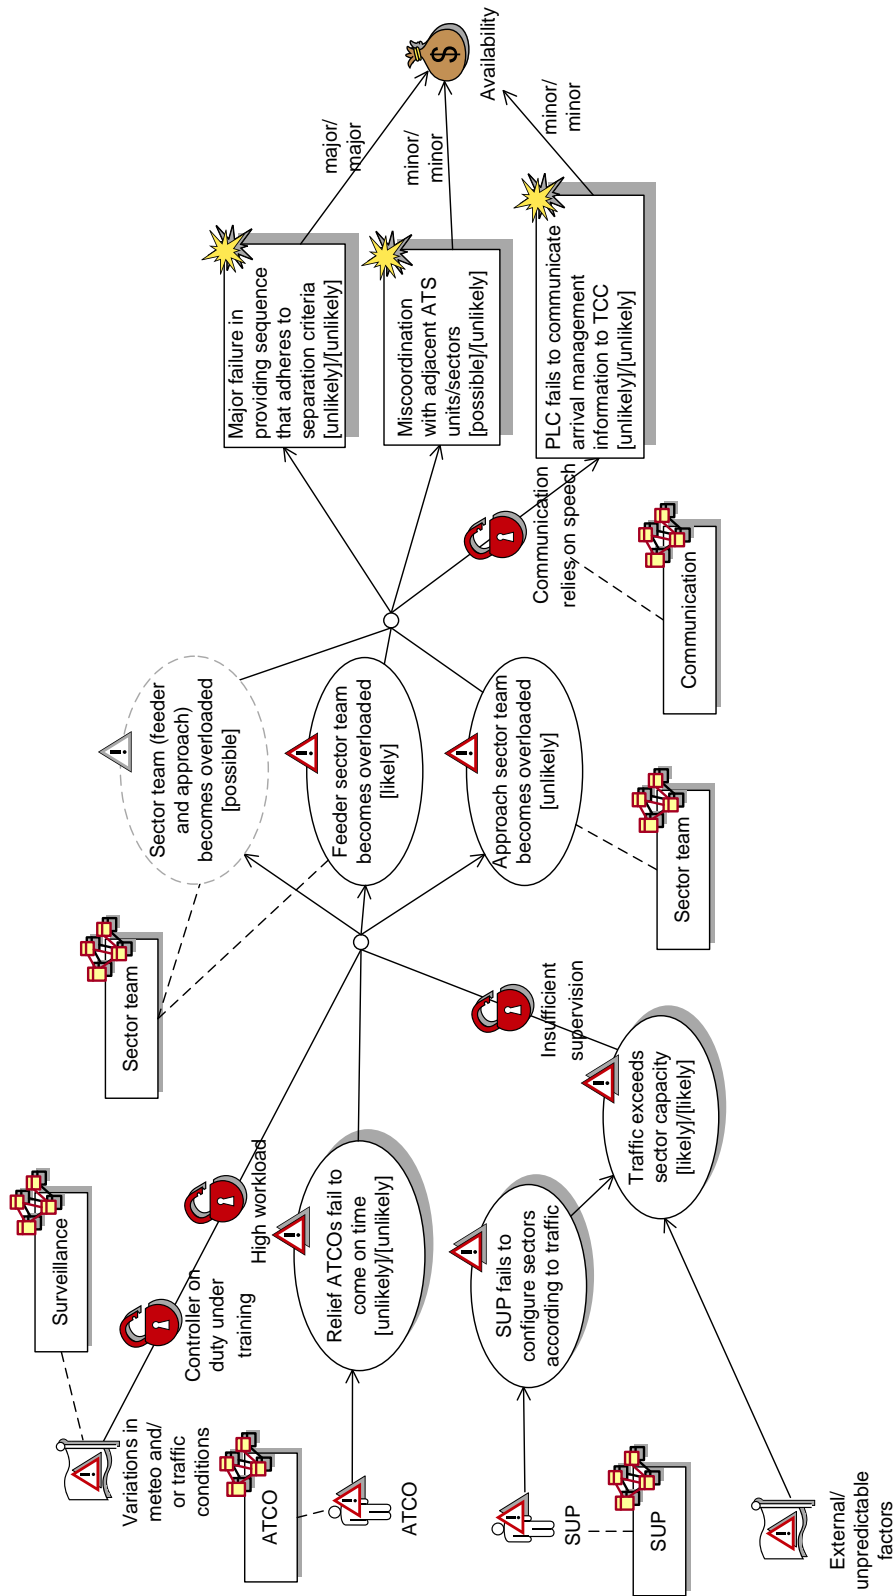 Surveillance
Variations in
meteo and/
or traffic
conditions
Controller on
duty under
training
High workload
ATCO
ATCO
Relief ATCOs fail to
come on time
[unlikely]/[unlikely]
SUP
SUP
SUP fails to
configure sectors
according to traffic
External/
unpredictable
factors
Traffic exceeds
sector capacity
[likely]/[likely]
Insufficient
supervision
Sector team
Sector team (feeder
and approach)
becomes overloaded
[possible]
Feeder sector team
becomes overloaded
[likely]
Approach sector team
becomes overloaded
[unlikely]
Sector team
Communication
relies on speech
Communication
Major failure in
providing sequence
that adheres to
separation criteria
[unlikely]/[unlikely]
Miscoordination
with adjacent ATS
units/sectors
[possible]/[unlikely]
PLC fails to communicate
arrival management
information to TCC
[unlikely]/[unlikely]
major/
major
minor/
minor
minor/
minor
$
Availability